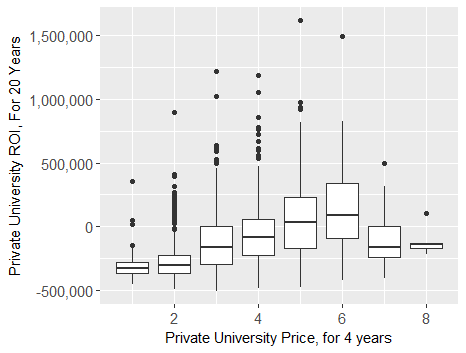 Private University ROI, For 20 Years
1,500,000
1,000,000
500,000
0
-500,000
2 4 6 8
Private University Price, for 4 years